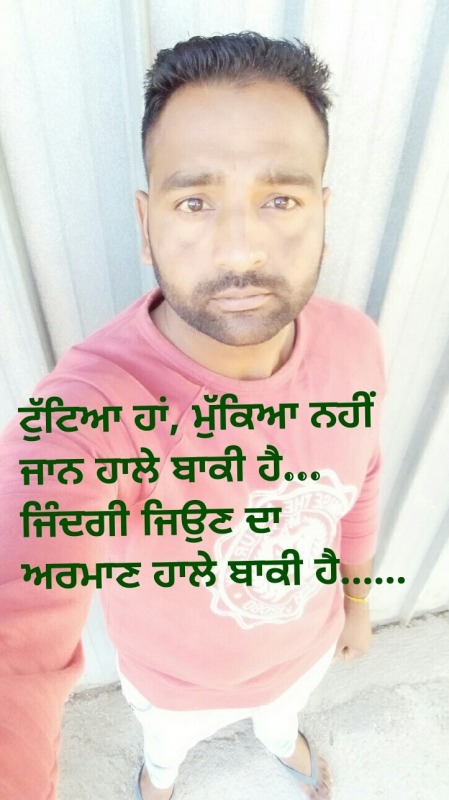 ਟੁੱਟਿਆ ਹਾਂ, ਮੁੱਕਿਆ ਨਹੀਂ
ਜਾਨ ਹਾਲੇ ਬਾਕੀ ਹੈ...
ਜਿੰਦਗੀ ਜਿਉਣ ਦਾ
ਅਰਮਾਣ ਹਾਲੇ ਬਾਕੀ ਹੈ......